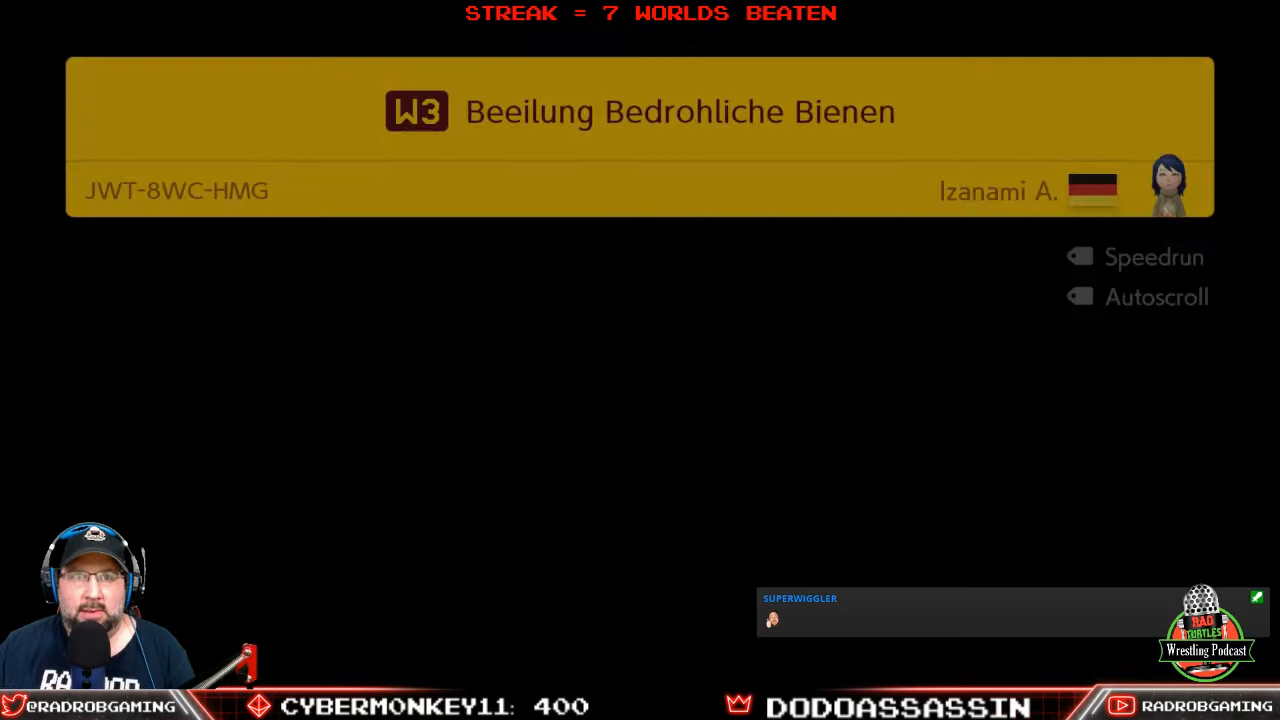 STREAK = 7 WORLDS BEATEN
W3 Beeilung Bedrohliche Bienen
JWT-8WC-HMG
Izanami A.
Speedrun
Autoscroll
SUPERWIGGLER
RAD
TURTLES
Wrestling Podcast
@RADROBGAMING
CYBERMONKEY11: 400
DODOASSASSIN
RADROBGAMING